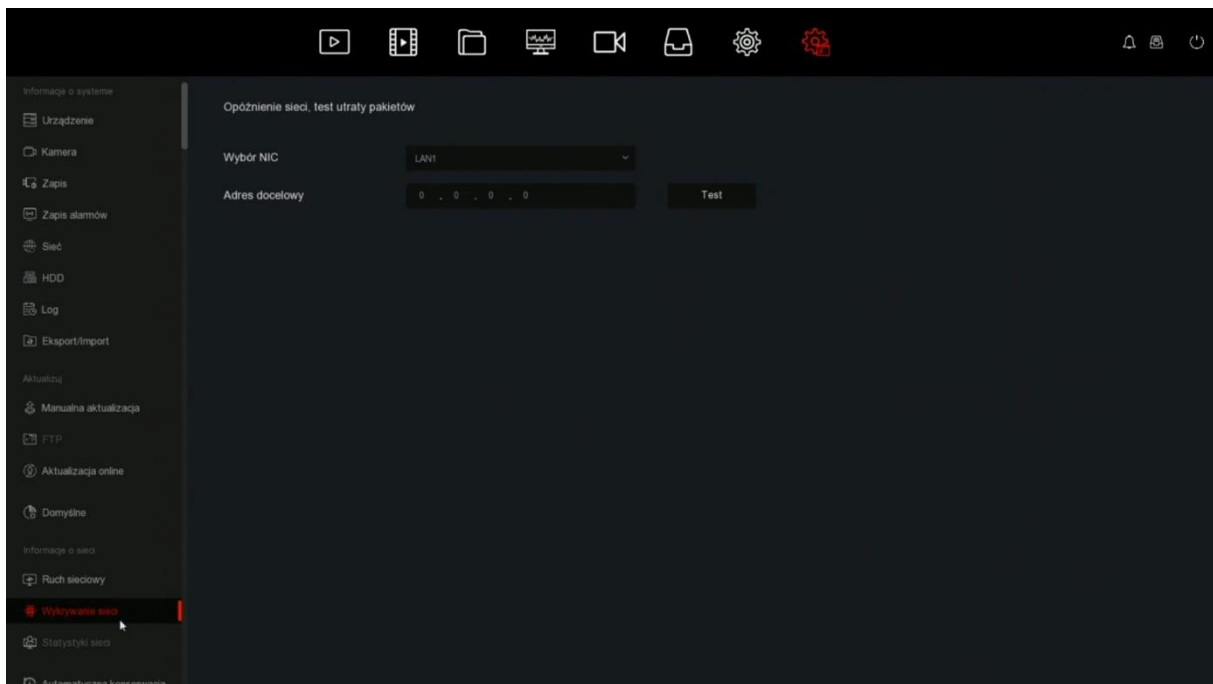 Informacje o systemie
Urządzenie
Kamera
Zapis
Zapis alarmów
Sieć
HDD
Log
Eksport/Import
Aktualizuj
Manualna aktualizacja
FTP
Aktualizacja online
Domyślne
Informacje o sieci
Ruch sieciowy
Wykrywanie sieci
Statystyki sieci
Automatyczna konserwacja
Opóźnienie sieci, test utraty pakietów
Wybór NIC LAN1
Adres docelowy 0 . 0 . 0 . 0 Test